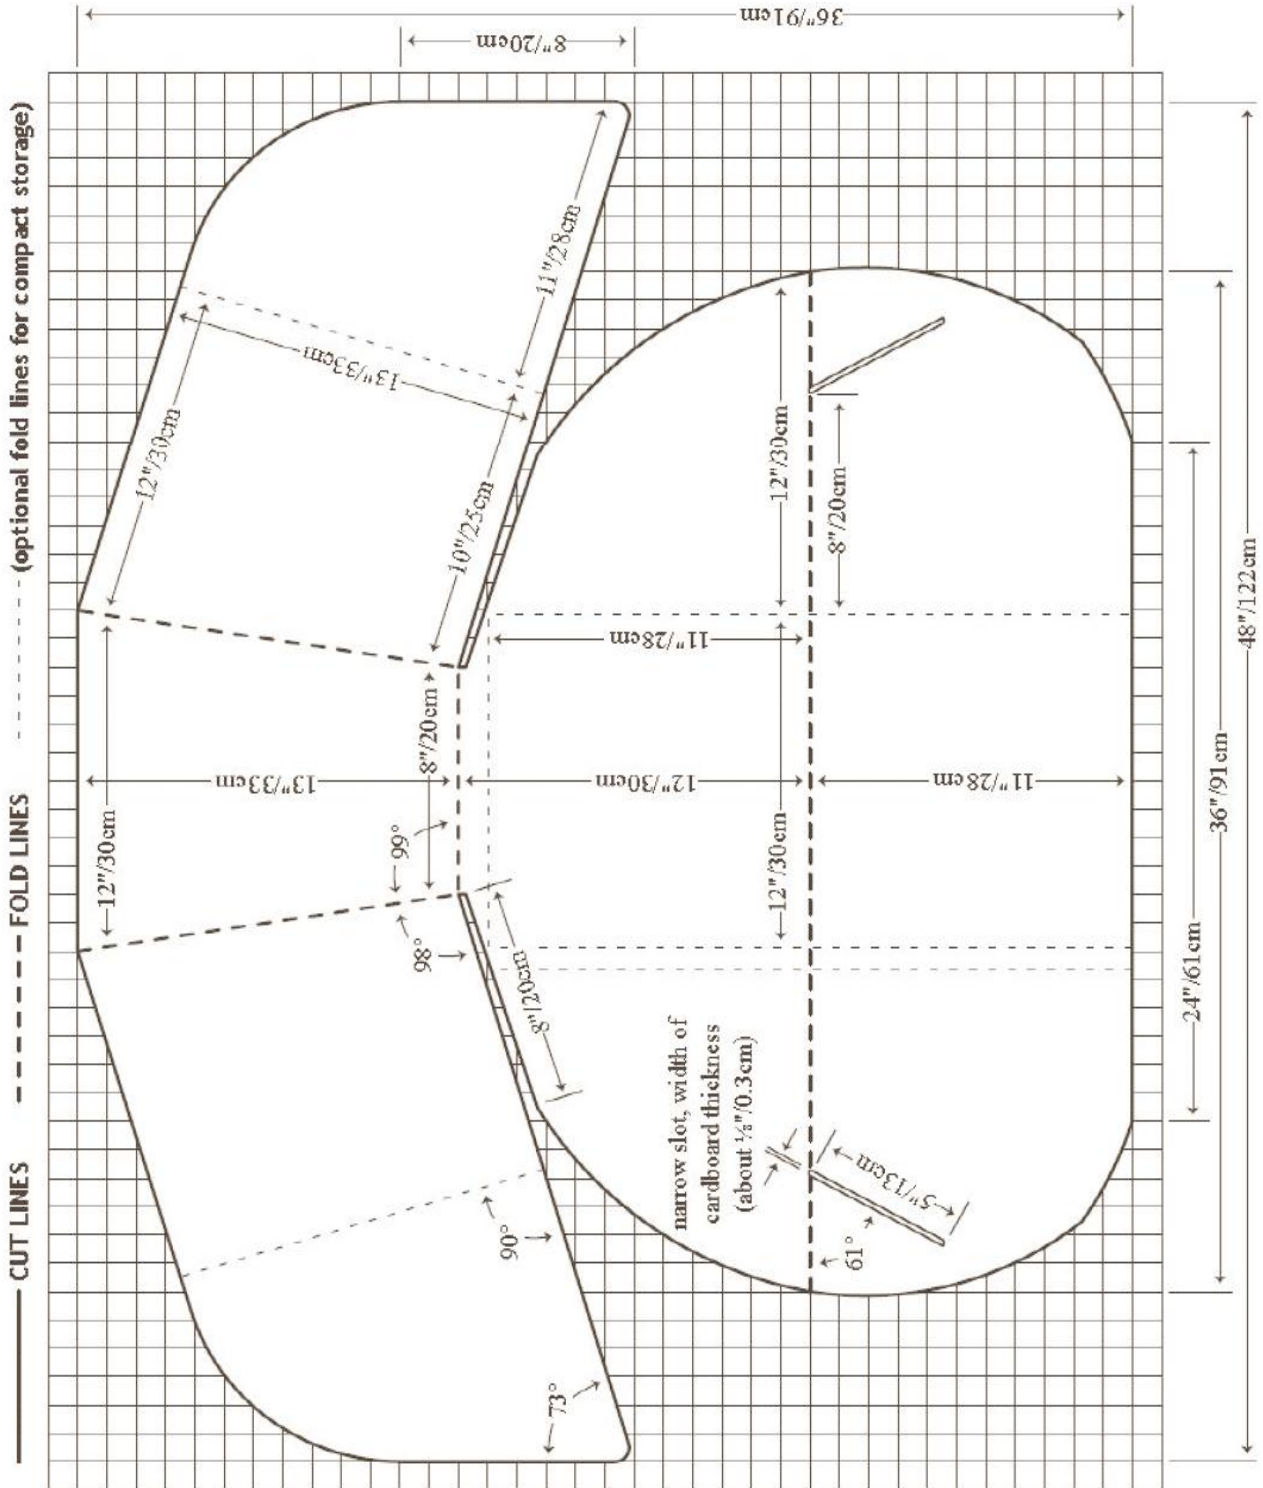 CUT LINES
FOLD LINES
(optional fold lines for compact storage)
36"/91cm
8"/20cm
11"/28cm
13"/33cm
12"/30cm
10"/25cm
12"/30cm
8"/20cm
11"/28cm
8"/20cm
13"/33cm
12"/30cm
11"/28cm
12"/30cm
99°
98°
12"/30cm
8"/20cm
narrow slot, width of
cardboard thickness
(about ⅛"/0.3cm)
5"/13cm
61°
90°
73°
24"/61cm
36"/91cm
48"/122cm